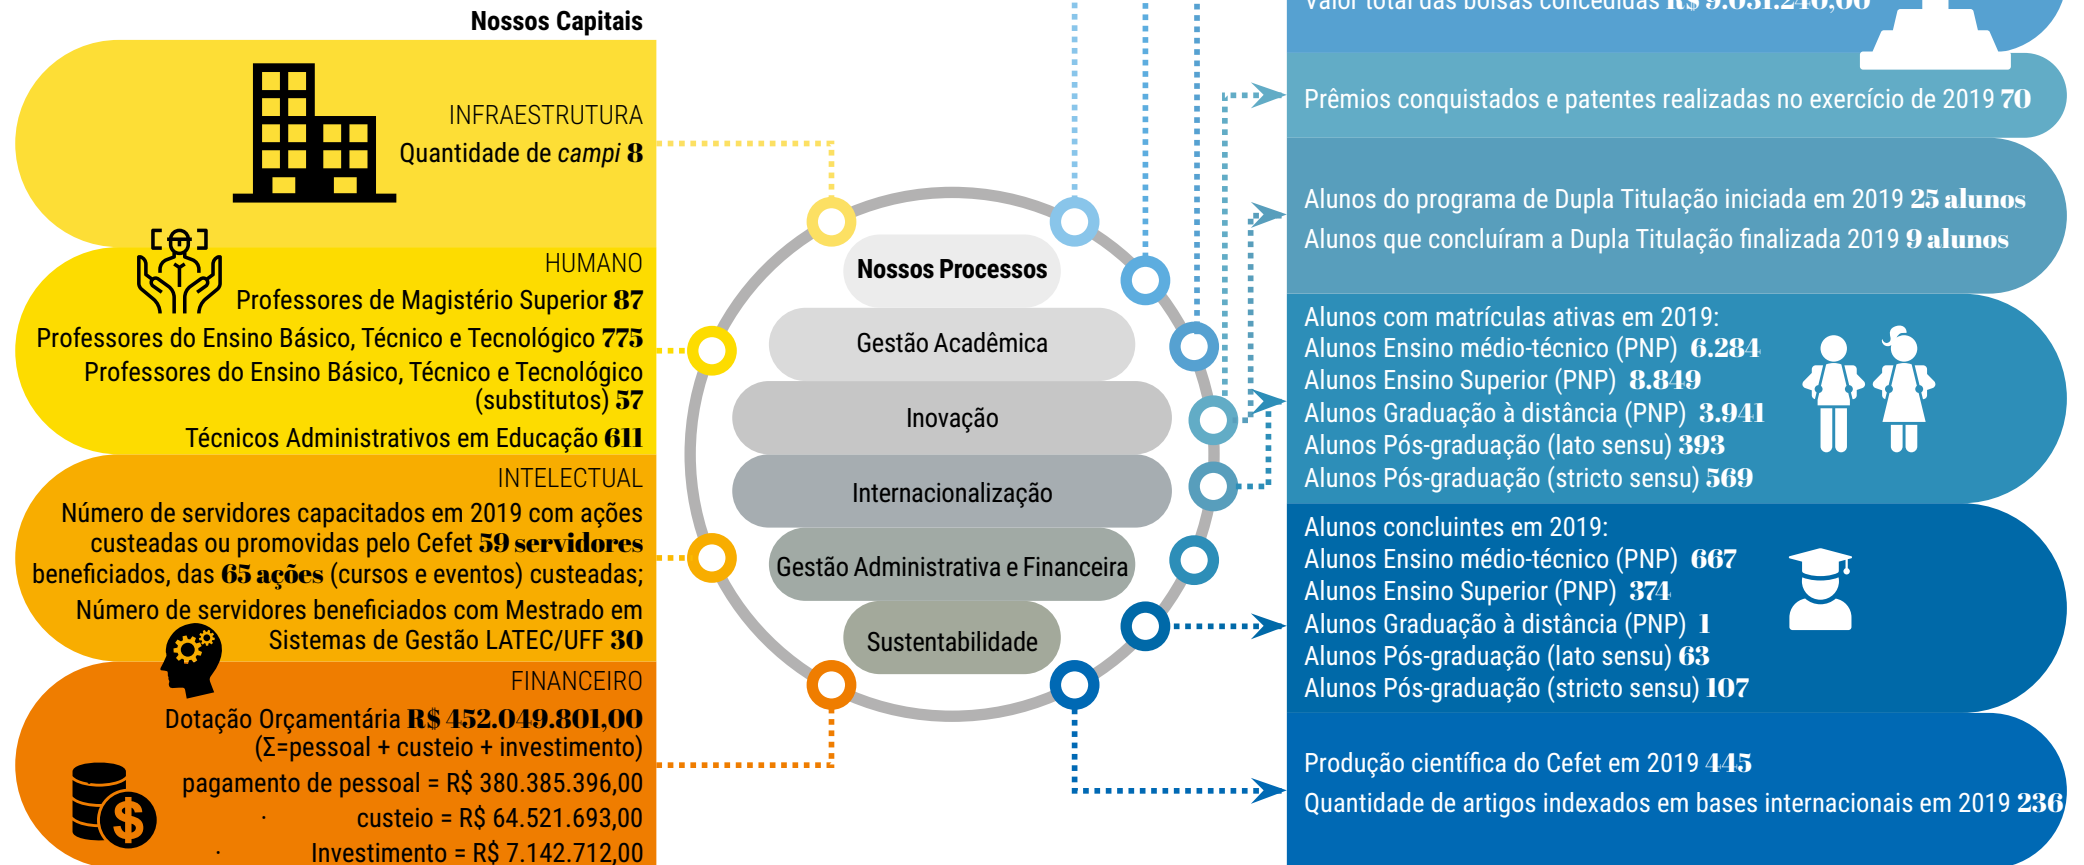 Nossos Capitais
INFRAESTRUTURA
Quantidade de campi 8
HUMANO
Professores de Magistério Superior 87
Professores do Ensino Básico, Técnico e Tecnológico 775
Professores do Ensino Básico, Técnico e Tecnológico
(substitutos) 57
Técnicos Administrativos em Educação 611
INTELECTUAL
Número de servidores capacitados em 2019 com ações
custeadas ou promovidas pelo Cefet 59 servidores
beneficiados, das 65 ações (cursos e eventos) custeadas;
Número de servidores beneficiados com Mestrado em
Sistemas de Gestão LATEC/UFF 30
FINANCEIRO
Dotação Orçamentária R$ 452.049.801,00
(Σ=pessoal + custeio + investimento)
pagamento de pessoal = R$ 380.385.396,00
· custeio = R$ 64.521.693,00
· Investimento = R$ 7.142.712,00
Nossos Processos
Gestão Acadêmica
Inovação
Internacionalização
Gestão Administrativa e Financeira
Sustentabilidade
Valor total das bolsas concedidas R$ 9.031.240,00
Prêmios conquistados e patentes realizadas no exercício de 2019 70
Alunos do programa de Dupla Titulação iniciada em 2019 25 alunos
Alunos que concluíram a Dupla Titulação finalizada 2019 9 alunos
Alunos com matrículas ativas em 2019:
Alunos Ensino médio-técnico (PNP) 6.284
Alunos Ensino Superior (PNP) 8.849
Alunos Graduação à distância (PNP) 3.941
Alunos Pós-graduação (lato sensu) 393
Alunos Pós-graduação (stricto sensu) 569
Alunos concluintes em 2019:
Alunos Ensino médio-técnico (PNP) 667
Alunos Ensino Superior (PNP) 374
Alunos Graduação à distância (PNP) 1
Alunos Pós-graduação (lato sensu) 63
Alunos Pós-graduação (stricto sensu) 107
Produção científica do Cefet em 2019 445
Quantidade de artigos indexados em bases internacionais em 2019 236